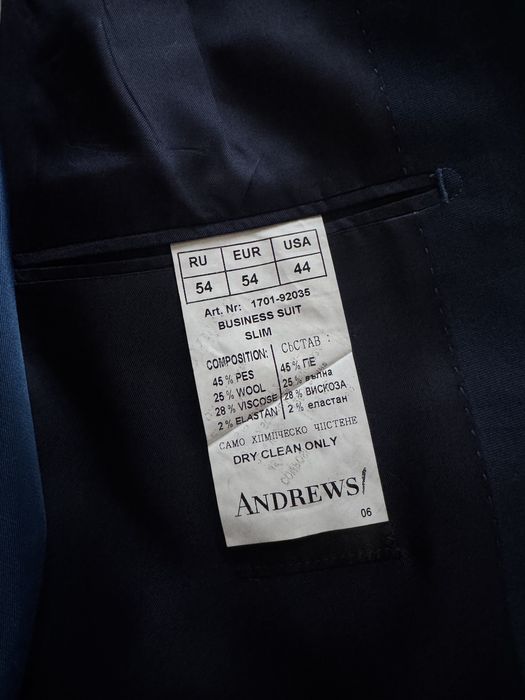 RU EUR USA
54 54 44
Art. Nr: 1701-92035
BUSINESS SUIT
SLIM
COMPOSITION: СЬСТАВ :
45 % PES 45 % ПЕ
25 % WOOL 25 % вълна
28 % VISCOSE 28 % ВИСКОЗА
2 % ELASTAN 2 % еластан
САМО ХИМИЧЕСКО ЧИСТЕНЕ
DRY CLEAN ONLY
ANDREWS/
06